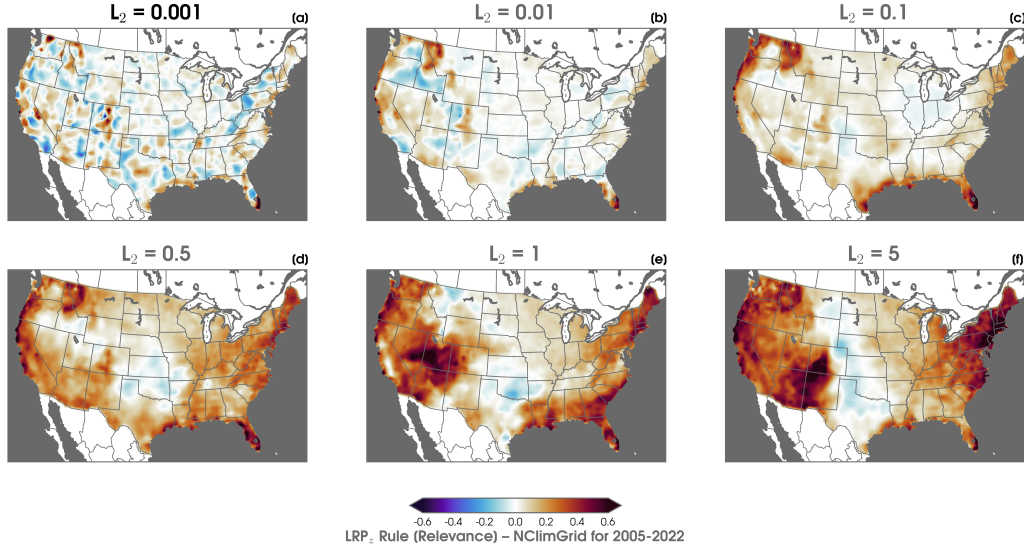 L₂ = 0.001 (a)
L₂ = 0.01 (b)
L₂ = 0.1 (c)
L₂ = 0.5 (d)
L₂ = 1 (e)
L₂ = 5 (f)
-0.6 -0.4 -0.2 0.0 0.2 0.4 0.6
LRP_z Rule (Relevance) – NClimGrid for 2005-2022